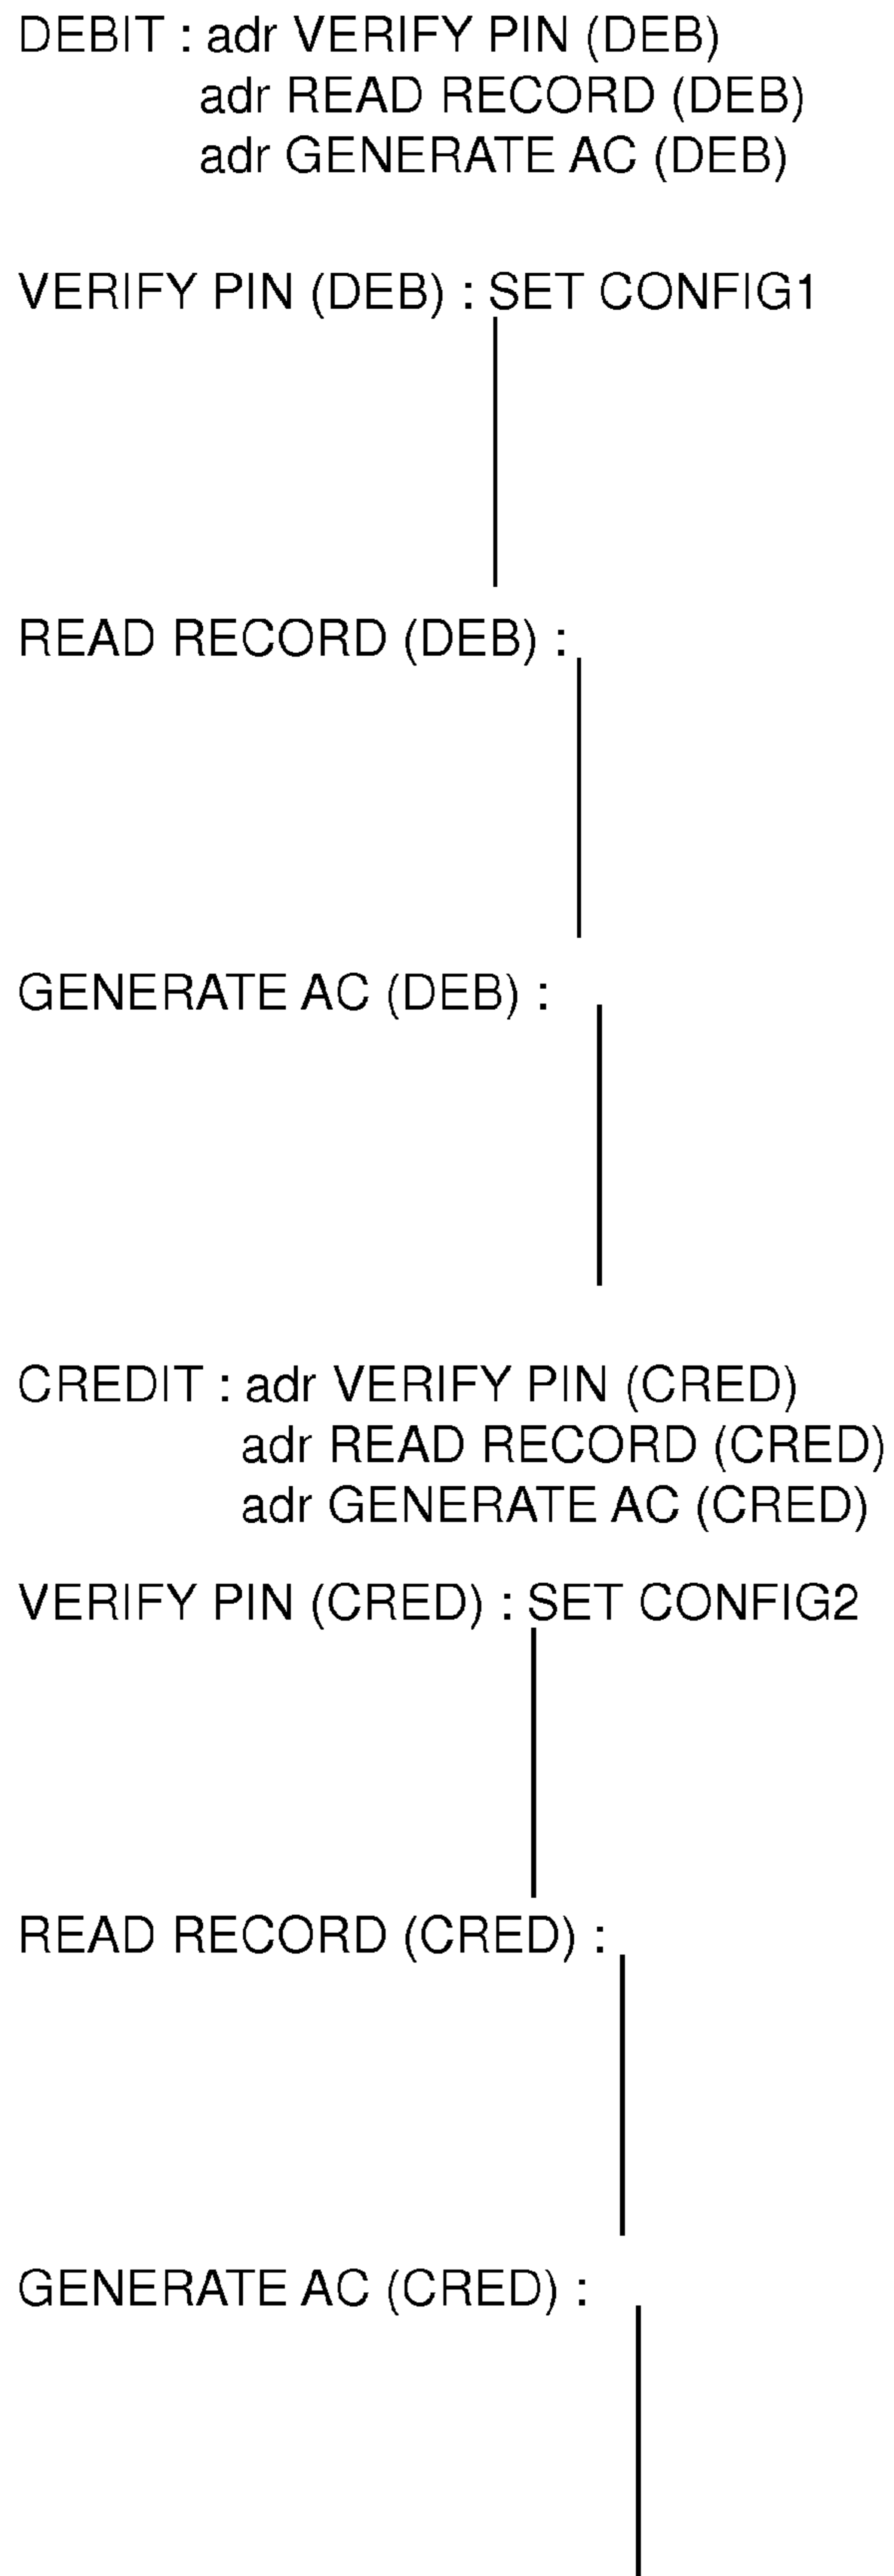 DEBIT : adr VERIFY PIN (DEB)
adr READ RECORD (DEB)
adr GENERATE AC (DEB)
VERIFY PIN (DEB) : SET CONFIG1
READ RECORD (DEB) :
GENERATE AC (DEB) :
CREDIT : adr VERIFY PIN (CRED)
adr READ RECORD (CRED)
adr GENERATE AC (CRED)
VERIFY PIN (CRED) : SET CONFIG2
READ RECORD (CRED) :
GENERATE AC (CRED) :